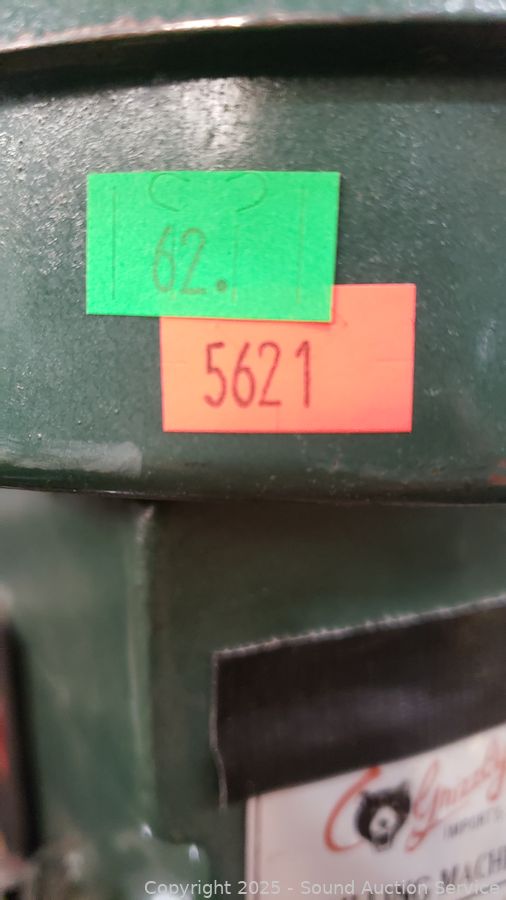 62.
5621
Grizzly
IMPORTS
Copyright 2025 - Sound Auction Service